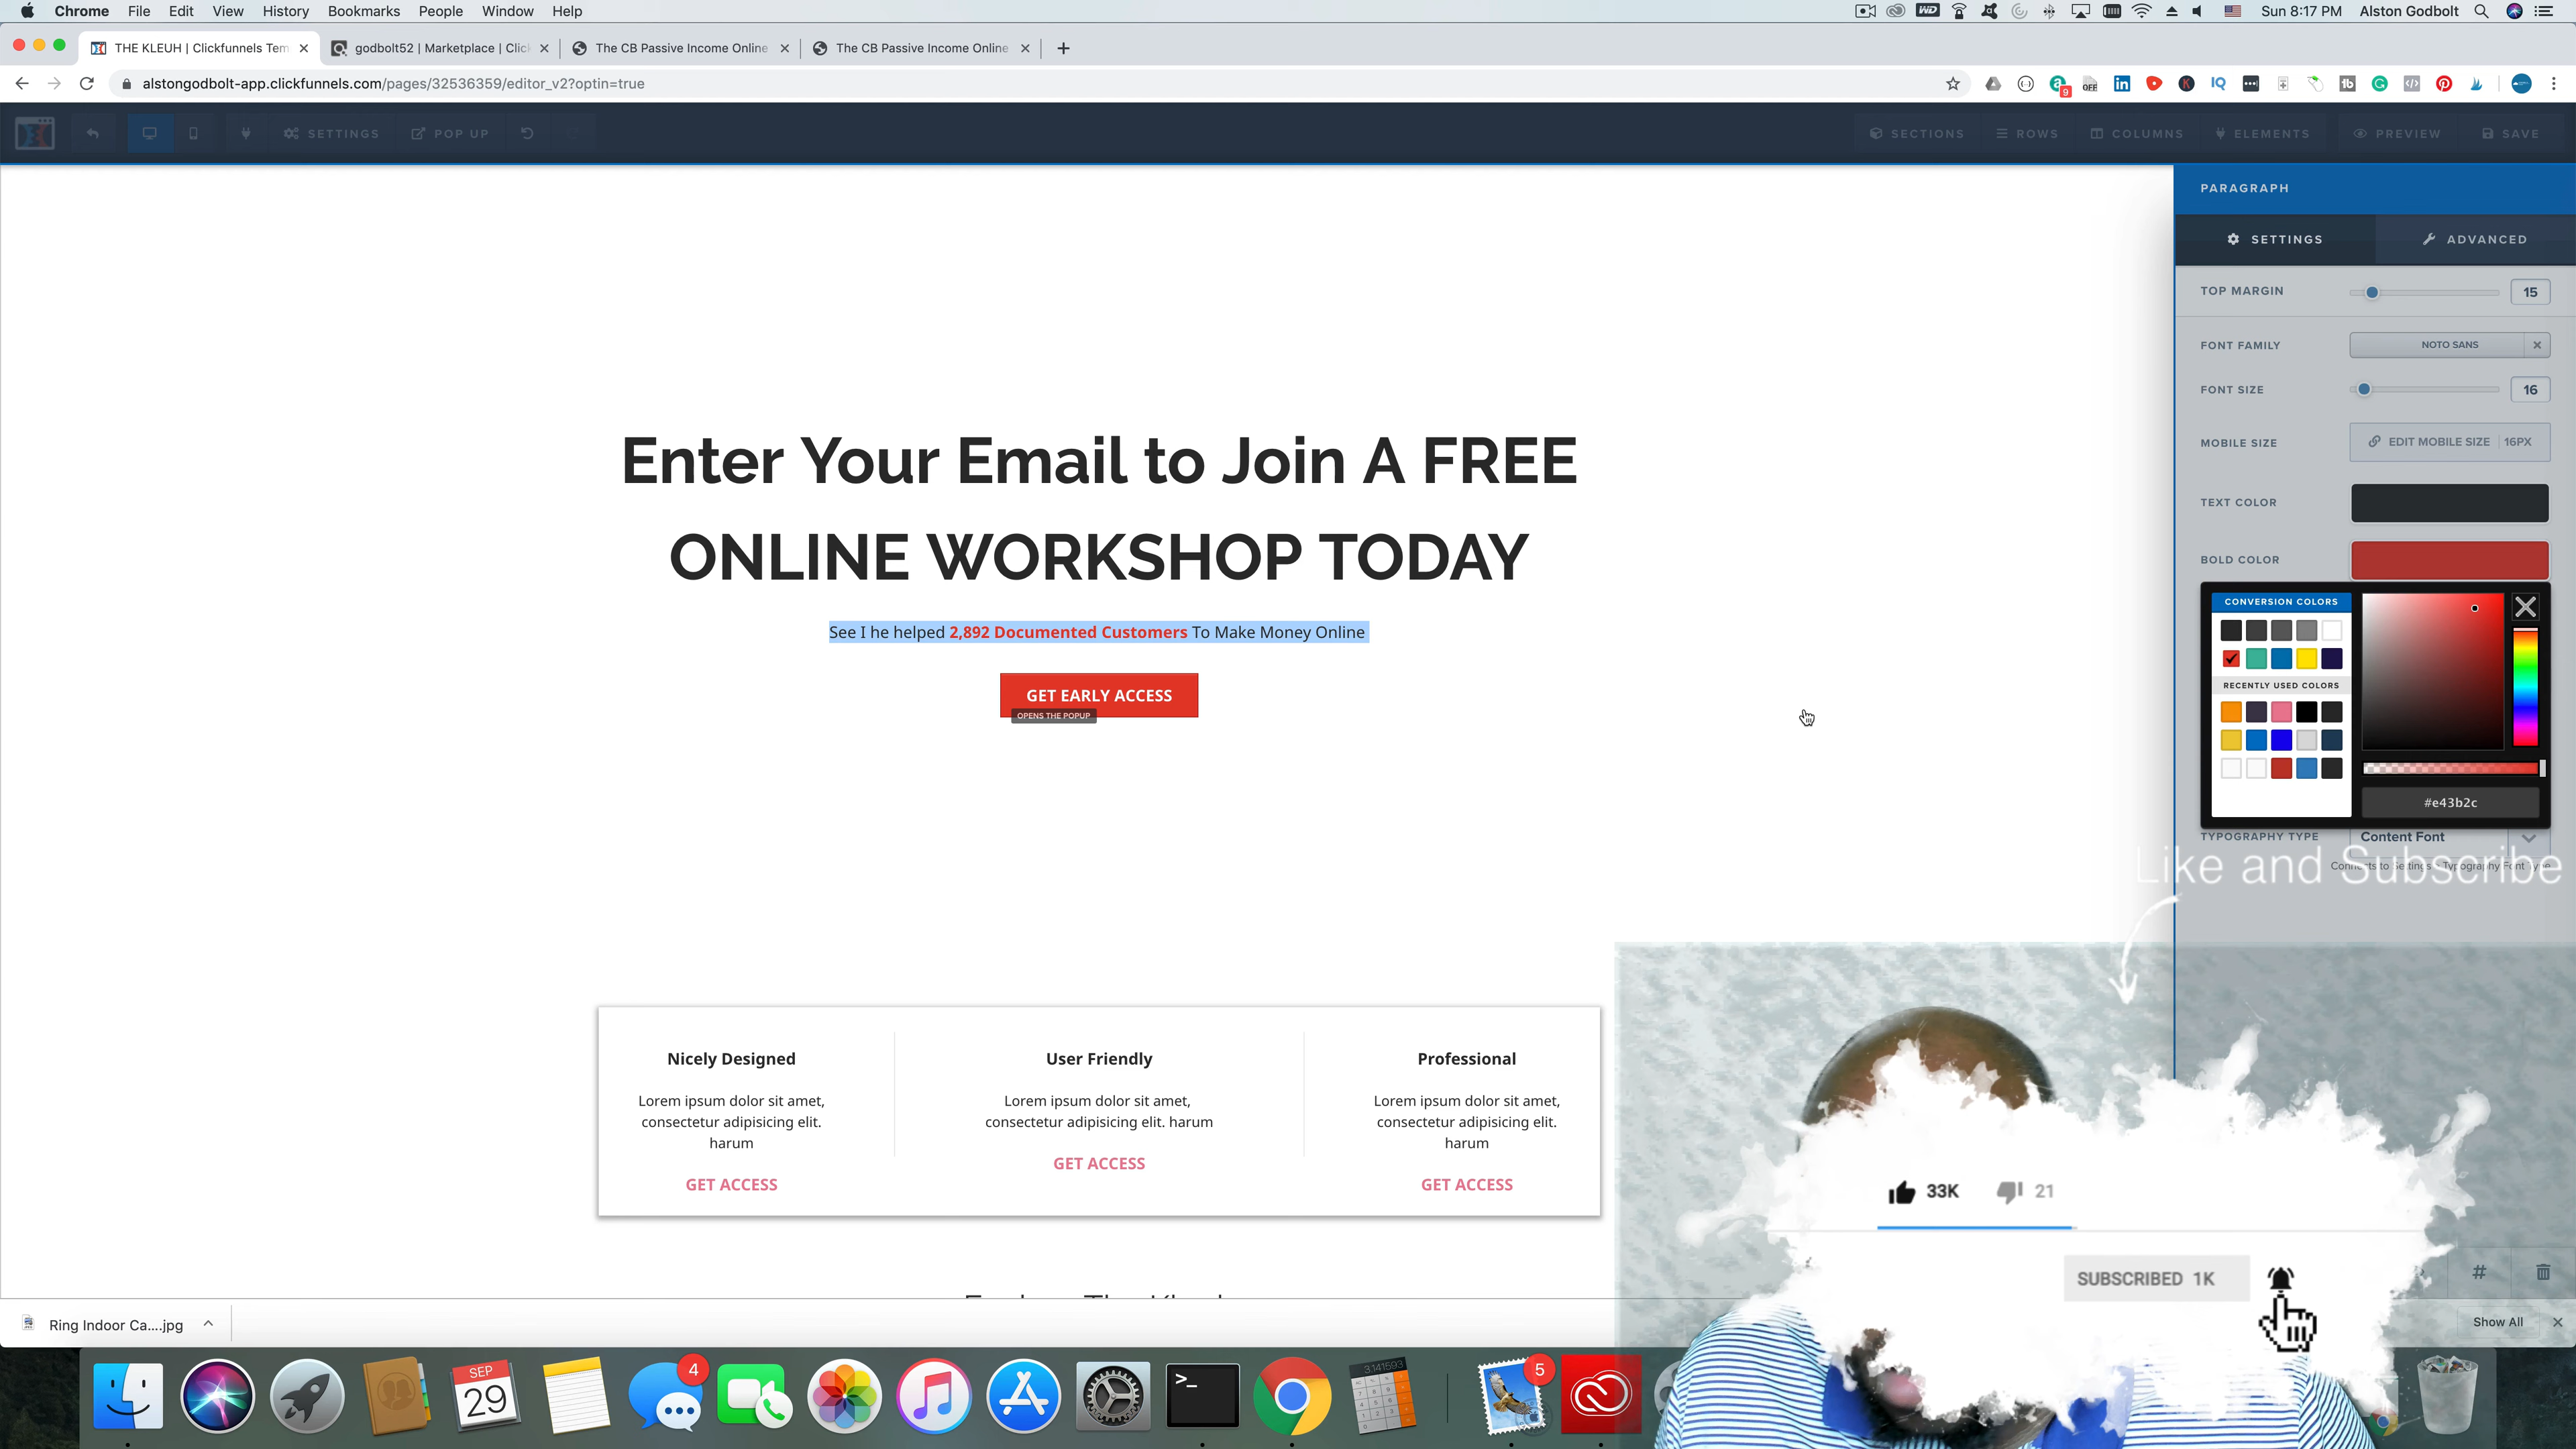 Chrome File Edit View History Bookmarks People Window Help
Sun 8:17 PM Alston Godbolt
THE KLEUH | Clickfunnels Tem
godbolt52 | Marketplace | Clic
The CB Passive Income Online
The CB Passive Income Online
alstongodbolt-app.clickfunnels.com/pages/32536359/editor_v2?optin=true
SETTINGS POP UP
SECTIONS ROWS COLUMNS ELEMENTS PREVIEW SAVE
PARAGRAPH
SETTINGS ADVANCED
TOP MARGIN 15
FONT FAMILY NOTO SANS
FONT SIZE 16
MOBILE SIZE EDIT MOBILE SIZE 16PX
TEXT COLOR
BOLD COLOR
CONVERSION COLORS
RECENTLY USED COLORS
#e43b2c
TYPOGRAPHY TYPE Content Font
Enter Your Email to Join A FREE
ONLINE WORKSHOP TODAY
See I he helped 2,892 Documented Customers To Make Money Online
GET EARLY ACCESS
OPENS THE POPUP
Like and Subscribe
Nicely Designed
Lorem ipsum dolor sit amet,
consectetur adipisicing elit.
harum
GET ACCESS
User Friendly
Lorem ipsum dolor sit amet,
consectetur adipisicing elit. harum
GET ACCESS
Professional
Lorem ipsum dolor sit amet,
consectetur adipisicing elit.
harum
GET ACCESS
33K 21
SUBSCRIBED 1K
Ring Indoor Ca....jpg
Show All
SEP
29
4
3.141593
5